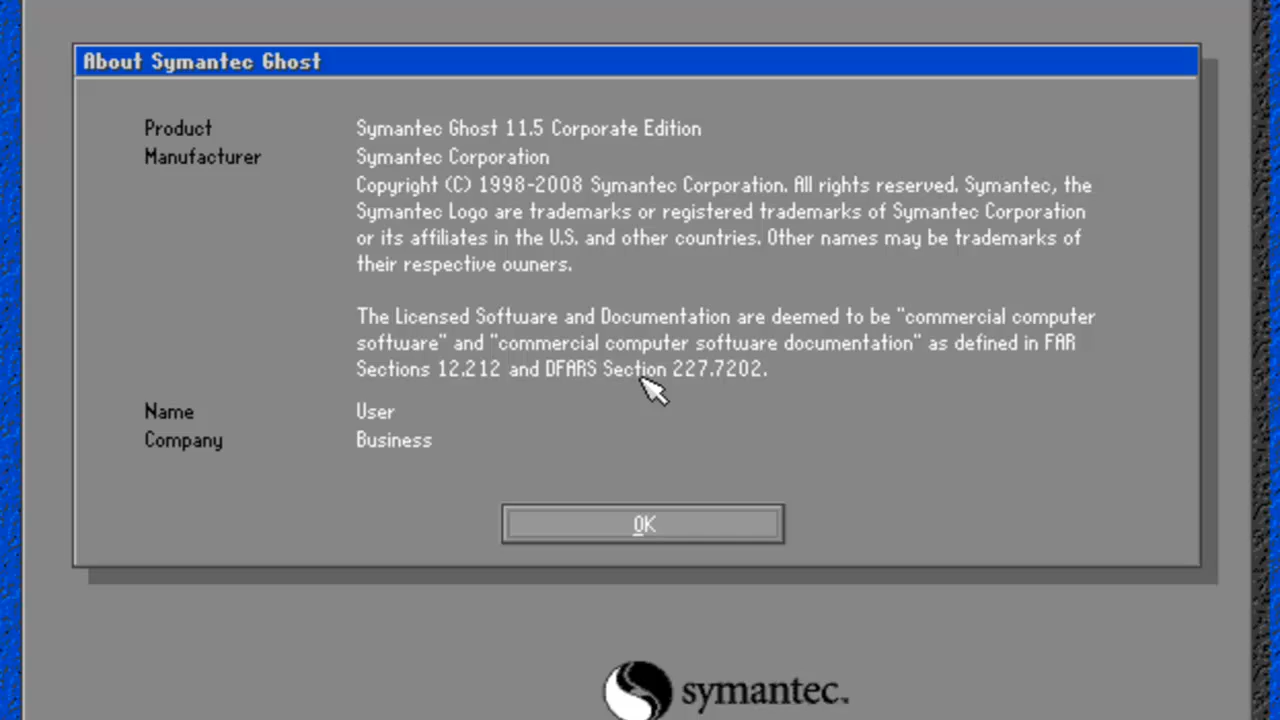 About Symantec Ghost
Product Symantec Ghost 11.5 Corporate Edition
Manufacturer Symantec Corporation
Copyright (C) 1998-2008 Symantec Corporation. All rights reserved. Symantec, the
Symantec Logo are trademarks or registered trademarks of Symantec Corporation
or its affiliates in the U.S. and other countries. Other names may be trademarks of
their respective owners.
The Licensed Software and Documentation are deemed to be "commercial computer
software" and "commercial computer software documentation" as defined in FAR
Sections 12.212 and DFARS Section 227.7202.
Name User
Company Business
OK
symantec.